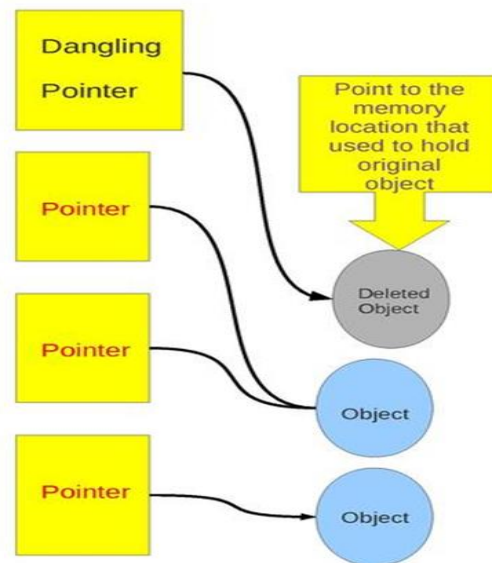 Dangling
Pointer
Point to the
memory
location that
used to hold
original
object
Pointer
Deleted
Object
Pointer
Object
Pointer
Object